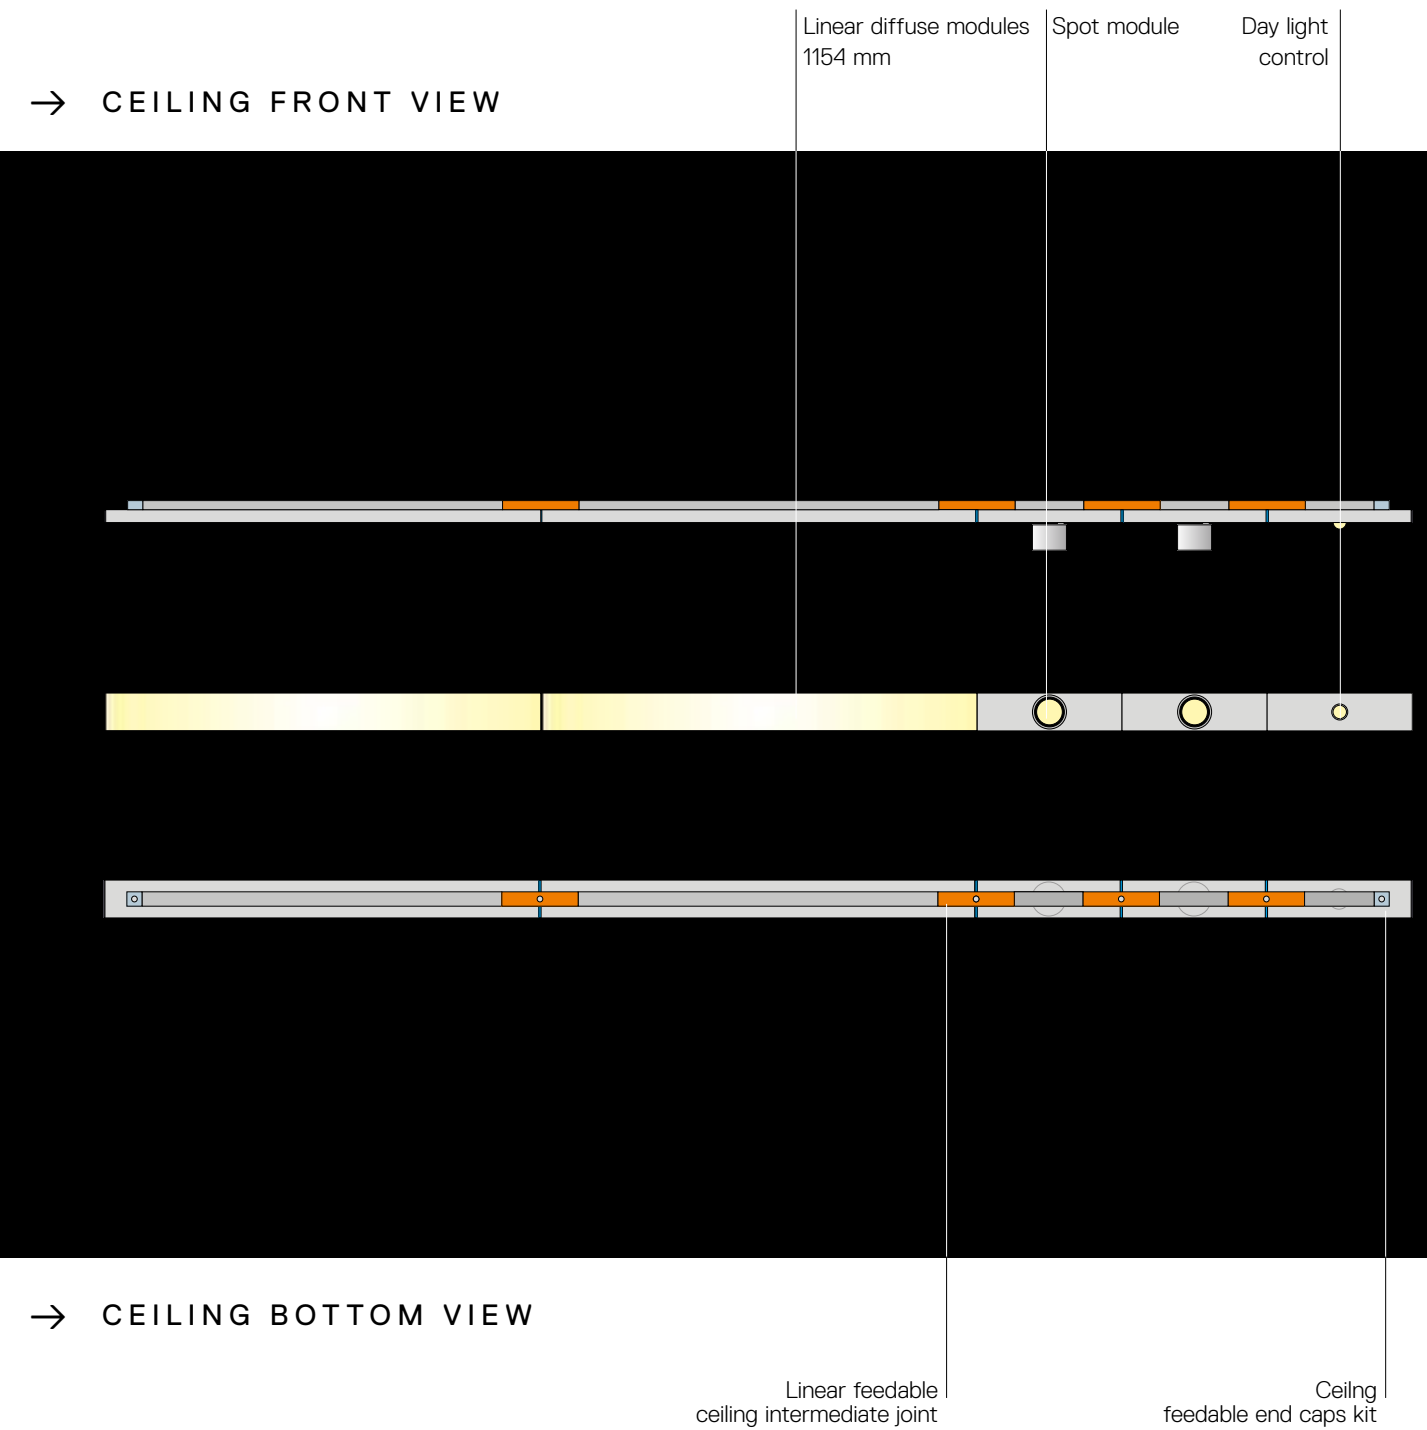 Linear diffuse modules
1154 mm
Spot module
Day light
control
→ CEILING FRONT VIEW
→ CEILING BOTTOM VIEW
Linear feedable
ceiling intermediate joint
Ceilng
feedable end caps kit